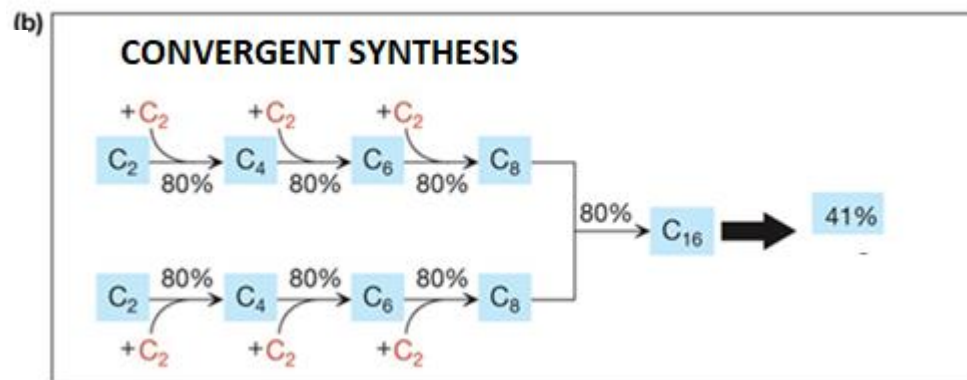 (b)
CONVERGENT SYNTHESIS
+C₂ +C₂ +C₂
C₂ C₄ C₆ C₈
80% 80% 80%
80% C₁₆ 41%
80% 80% 80%
C₂ C₄ C₆ C₈
+C₂ +C₂ +C₂